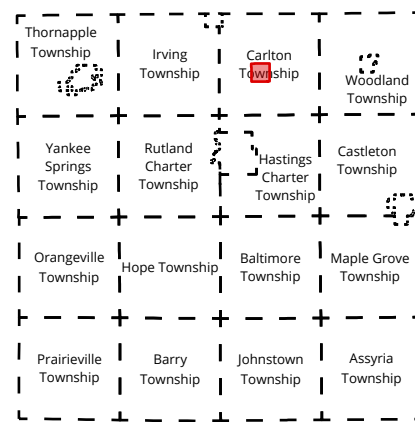 Thornapple
Township
Irving
Township
Carlton
Township
Woodland
Township
Yankee
Springs
Township
Rutland
Charter
Township
Hastings
Charter
Township
Castleton
Township
Orangeville
Township
Hope Township
Baltimore
Township
Maple Grove
Township
Prairieville
Township
Barry
Township
Johnstown
Township
Assyria
Township